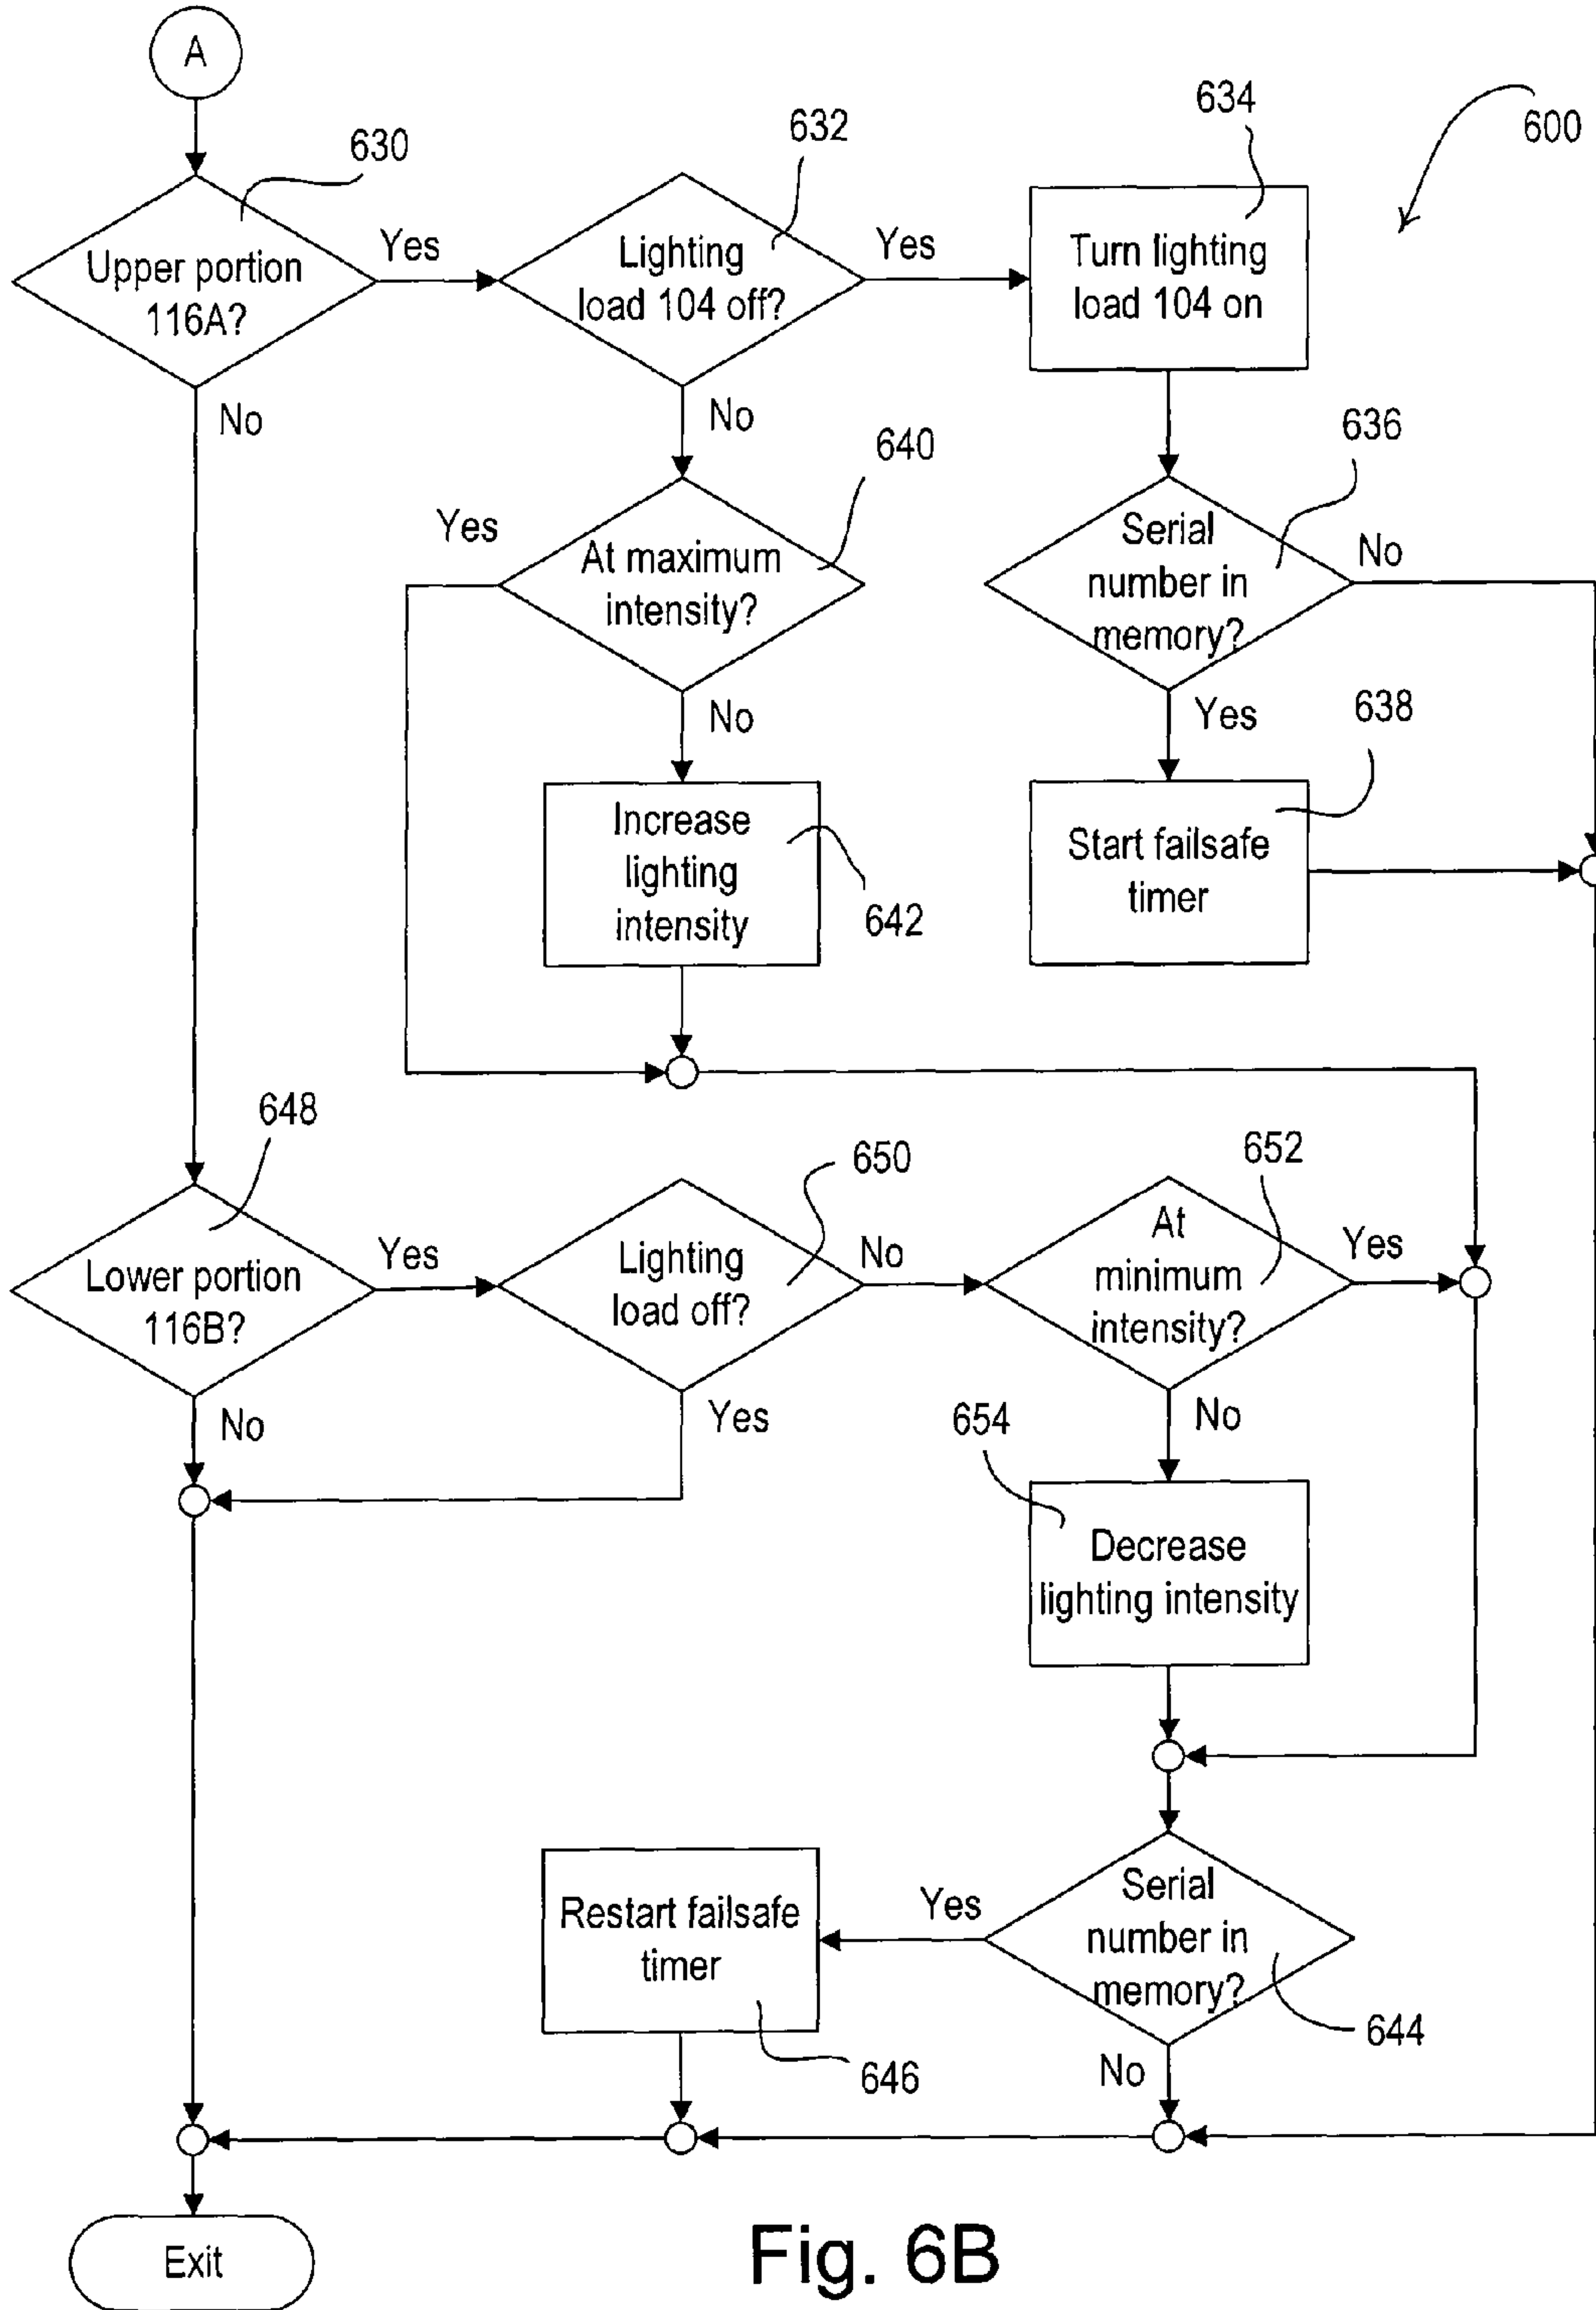 A
630
632
634
600
Upper portion
116A?
Yes
Lighting
load 104 off?
Yes
Turn lighting
load 104 on
No
No
640
636
Yes
At maximum
intensity?
Serial
number in
memory?
No
No
Yes
638
Increase
lighting
intensity
642
Start failsafe
timer
648
650
652
Lower portion
116B?
Yes
Lighting
load off?
No
At
minimum
intensity?
Yes
No
Yes
No
654
Decrease
lighting intensity
Restart failsafe
timer
Yes
Serial
number in
memory?
644
646
No
Exit
Fig. 6B